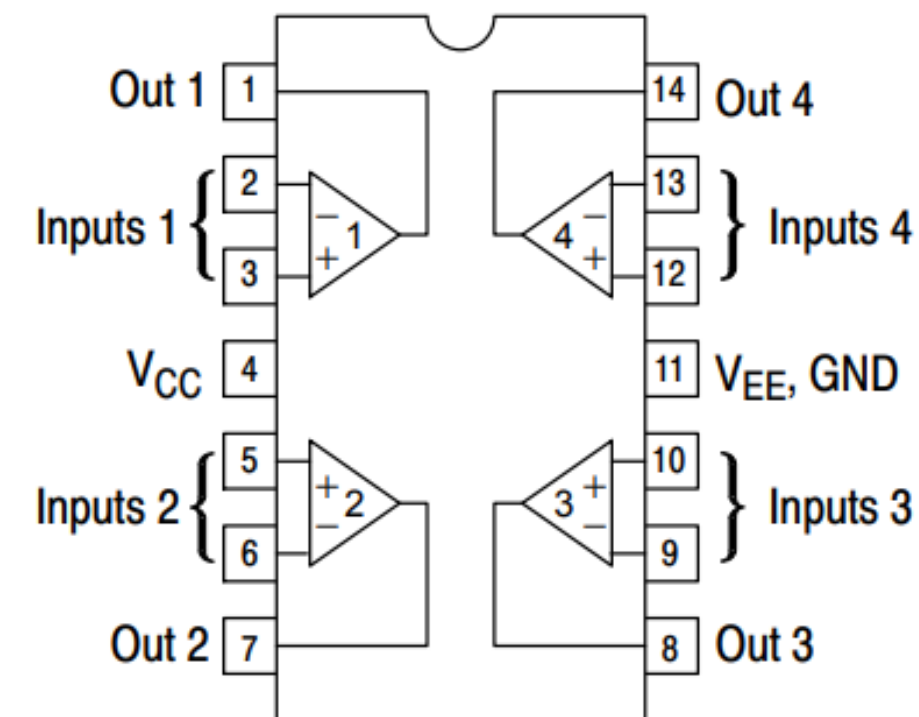 Out 1 1
14 Out 4
2
13
Inputs 1
− 1 +
4 − +
Inputs 4
3
12
VCC 4
11 VEE, GND
5
10
Inputs 2
+ 2 −
3 + −
Inputs 3
6
9
Out 2 7
8 Out 3